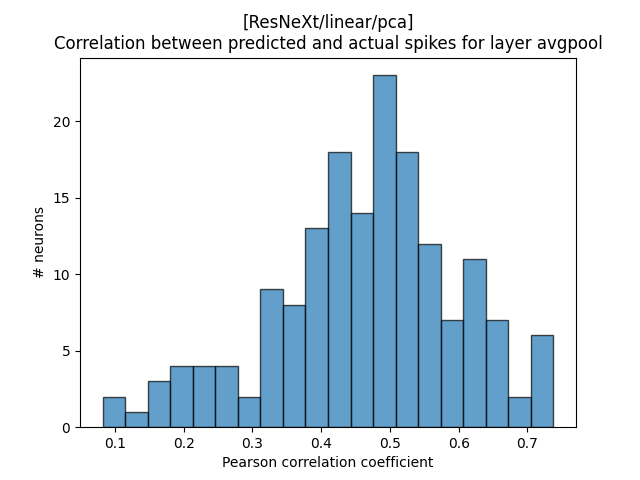 [ResNeXt/linear/pca]
Correlation between predicted and actual spikes for layer avgpool
# neurons
20
15
10
5
0
0.1 0.2 0.3 0.4 0.5 0.6 0.7
Pearson correlation coefficient